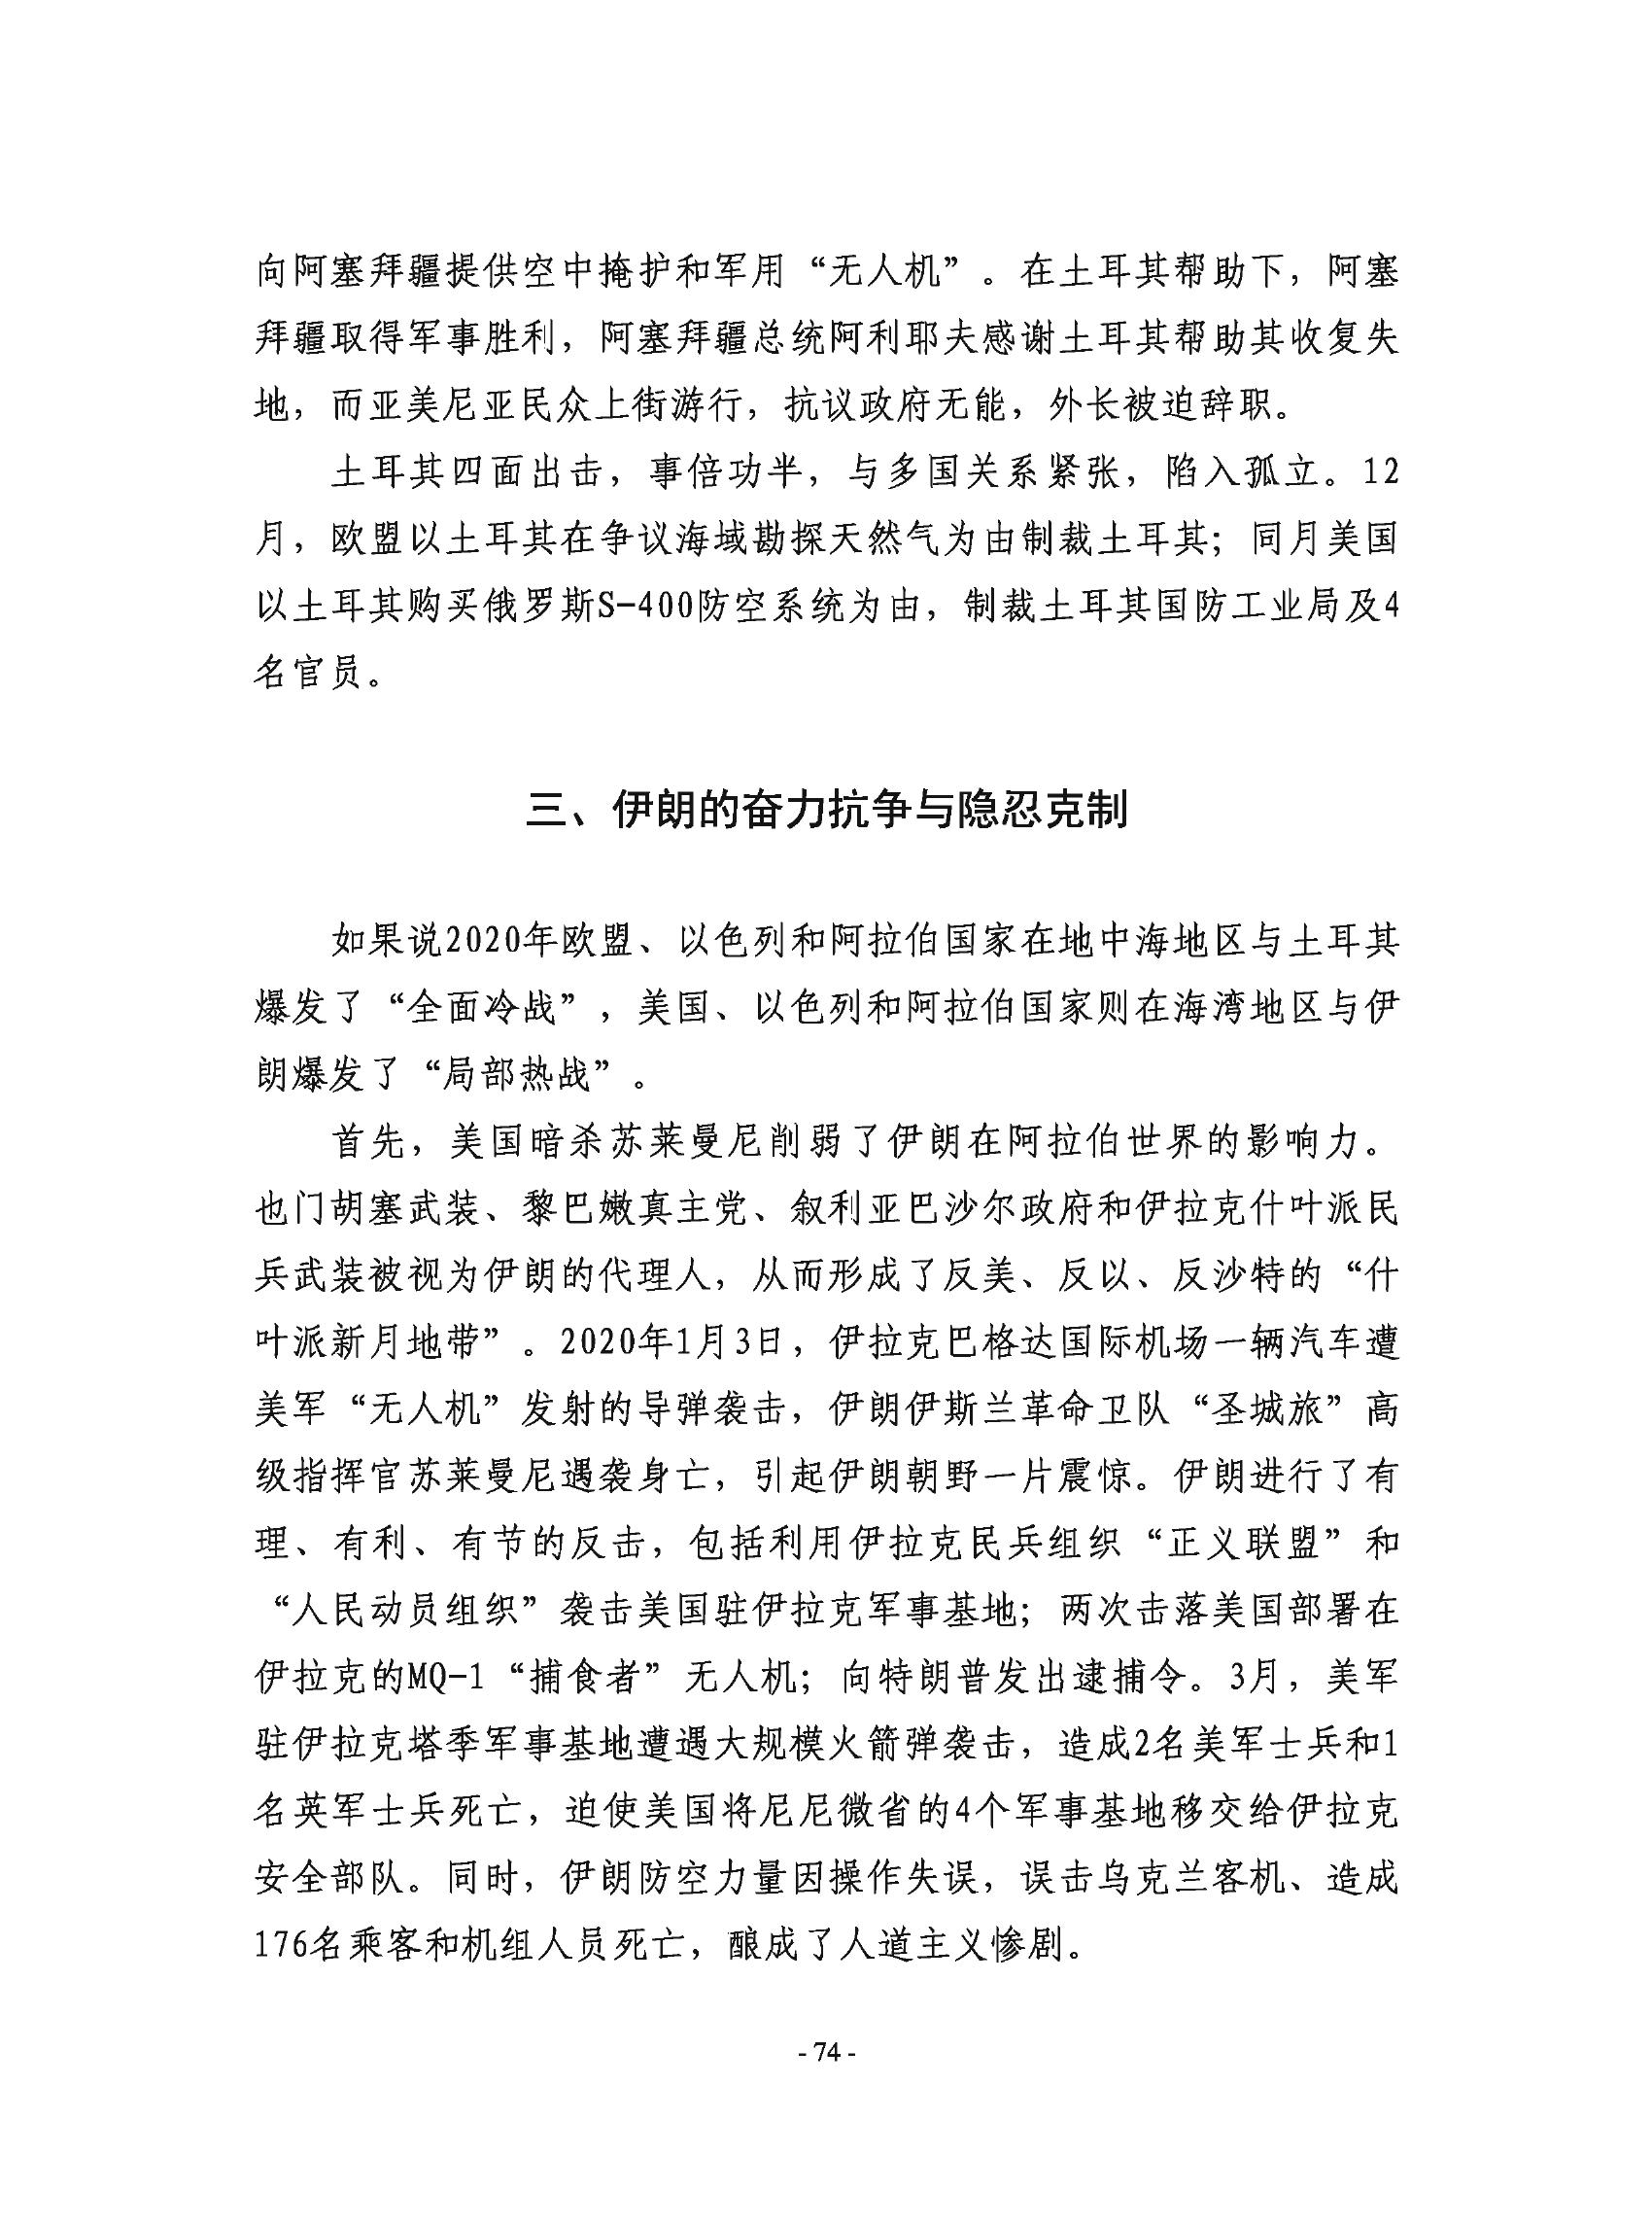 向阿塞拜疆提供空中掩护和军用“无人机”。在土耳其帮助下，阿塞
拜疆取得军事胜利，阿塞拜疆总统阿利耶夫感谢土耳其帮助其收复失
地，而亚美尼亚民众上街游行，抗议政府无能，外长被迫辞职。
土耳其四面出击，事倍功半，与多国关系紧张，陷入孤立。12
月，欧盟以土耳其在争议海域勘探天然气为由制裁土耳其；同月美国
以土耳其购买俄罗斯S-400防空系统为由，制裁土耳其国防工业局及4
名官员。
三、伊朗的奋力抗争与隐忍克制
如果说2020年欧盟、以色列和阿拉伯国家在地中海地区与土耳其
爆发了“全面冷战”，美国、以色列和阿拉伯国家则在海湾地区与伊
朗爆发了“局部热战”。
首先，美国暗杀苏莱曼尼削弱了伊朗在阿拉伯世界的影响力。
也门胡塞武装、黎巴嫩真主党、叙利亚巴沙尔政府和伊拉克什叶派民
兵武装被视为伊朗的代理人，从而形成了反美、反以、反沙特的“什
叶派新月地带”。2020年1月3日，伊拉克巴格达国际机场一辆汽车遭
美军“无人机”发射的导弹袭击，伊朗伊斯兰革命卫队“圣城旅”高
级指挥官苏莱曼尼遇袭身亡，引起伊朗朝野一片震惊。伊朗进行了有
理、有利、有节的反击，包括利用伊拉克民兵组织“正义联盟”和
“人民动员组织”袭击美国驻伊拉克军事基地；两次击落美国部署在
伊拉克的MQ-1“捕食者”无人机；向特朗普发出逮捕令。3月，美军
驻伊拉克塔季军事基地遭遇大规模火箭弹袭击，造成2名美军士兵和1
名英军士兵死亡，迫使美国将尼尼微省的4个军事基地移交给伊拉克
安全部队。同时，伊朗防空力量因操作失误，误击乌克兰客机、造成
176名乘客和机组人员死亡，酿成了人道主义惨剧。
- 74 -